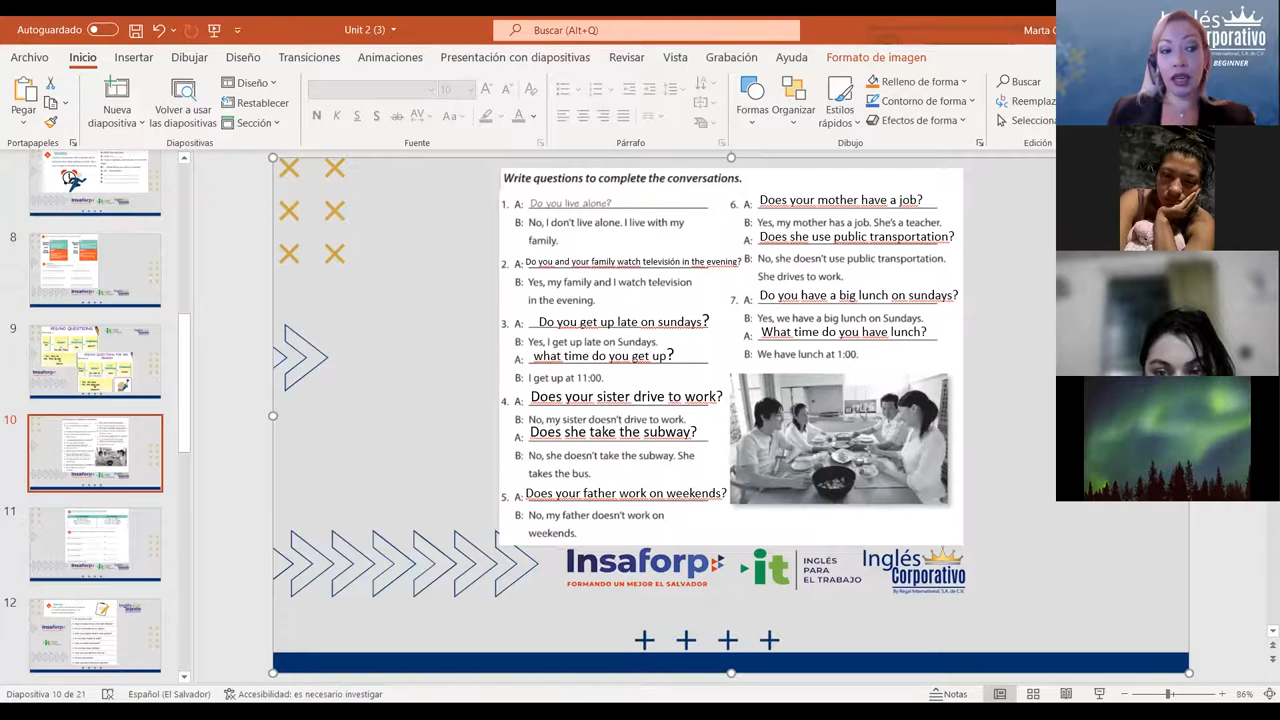 Autoguardado
Unit 2 (3)
Buscar (Alt+Q)
Marta
Archivo
Inicio
Insertar
Dibujar
Diseño
Transiciones
Animaciones
Presentación con diapositivas
Revisar
Vista
Grabación
Ayuda
Formato de imagen
Pegar
Nueva
diapositiva
Volver a usar
las diapositivas
Diseño
Restablecer
Sección
Formas
Organizar
Estilos
rápidos
Relleno de forma
Contorno de forma
Efectos de forma
Buscar
Reemplaz
Selecciona
Portapapeles
Diapositivas
Fuente
Párrafo
Dibujo
Edición
Inglés
Corporativo
BEGINNER
8
9
10
11
12
Write questions to complete the conversations.
1. A: Do you live alone?
B: No, I don't live alone. I live with my
family.
2. A: Do you and your family watch televisión in the evening?
B: Yes, my family and I watch television
in the evening.
3. A: Do you get up late on sundays?
B: Yes, I get up late on Sundays.
A: what time do you get up?
B: I get up at 11:00.
4. A: Does your sister drive to work?
B: No, my sister doesn't drive to work.
A: Does she take the subway?
B: No, she doesn't take the subway. She
takes the bus.
5. A: Does your father work on weekends?
B: No, my father doesn't work on
weekends.
6. A: Does your mother have a job?
B: Yes, my mother has a job. She's a teacher.
A: Does she use public transportation?
B: No, she doesn't use public transportation.
She drives to work.
7. A: Do you have a big lunch on sundays?
B: Yes, we have a big lunch on Sundays.
A: What time do you have lunch?
B: We have lunch at 1:00.
Insaforp
FORMANDO UN MEJOR EL SALVADOR
it
INGLÉS
PARA
EL TRABAJO
Inglés
Corporativo
By Regal International, S.A. de C.V.
Diapositiva 10 de 21
Español (El Salvador)
Accesibilidad: es necesario investigar
Notas
86%